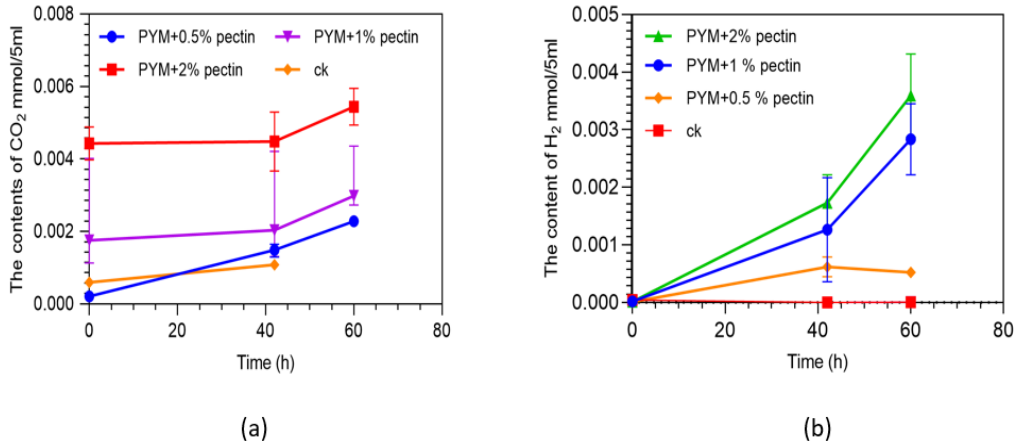 The contents of CO2 mmol/5ml
0.008
0.006
0.004
0.002
0.000
PYM+0.5% pectin
PYM+1% pectin
PYM+2% pectin
ck
0
20
40
60
80
Time (h)
(a)
The content of H2 mmol/5ml
0.005
0.004
0.003
0.002
0.001
0.000
PYM+2% pectin
PYM+1 % pectin
PYM+0.5 % pectin
ck
0
20
40
60
80
Time (h)
(b)